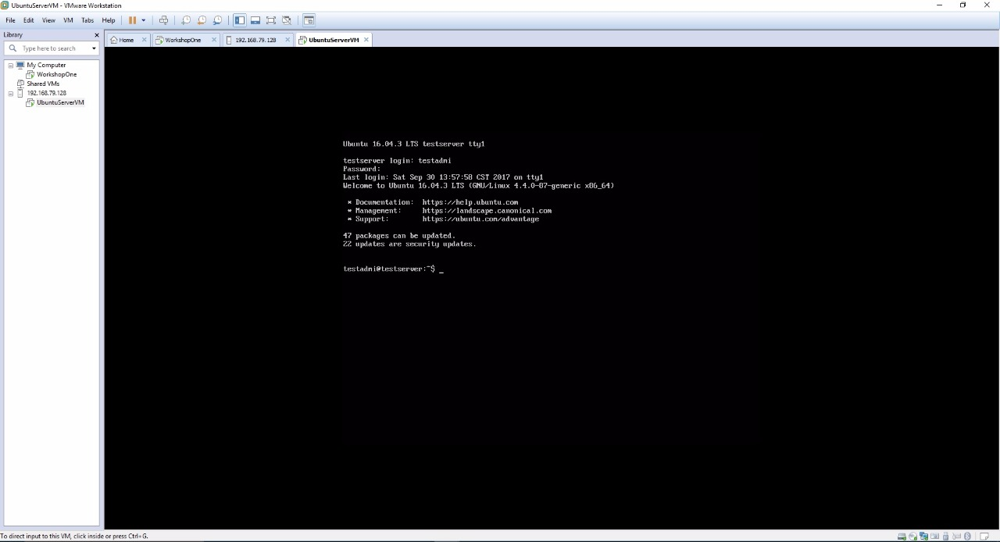 UbuntuServerVM - VMware Workstation
File Edit View VM Tabs Help
Library
Type here to search
My Computer
WorkshopOne
Shared VMs
192.168.79.128
UbuntuServerVM
Home WorkshopOne 192.168.79.128 UbuntuServerVM
Ubuntu 16.04.3 LTS testserver tty1
testserver login: testadmi
Password:
Last login: Sat Sep 30 13:57:58 CST 2017 on tty1
Welcome to Ubuntu 16.04.3 LTS (GNU/Linux 4.4.0-87-generic x86_64)
* Documentation: https://help.ubuntu.com
* Management: https://landscape.canonical.com
* Support: https://ubuntu.com/advantage
47 packages can be updated.
22 updates are security updates.
testadmi@testserver:~$ _
To direct input to this VM, click inside or press Ctrl+G.